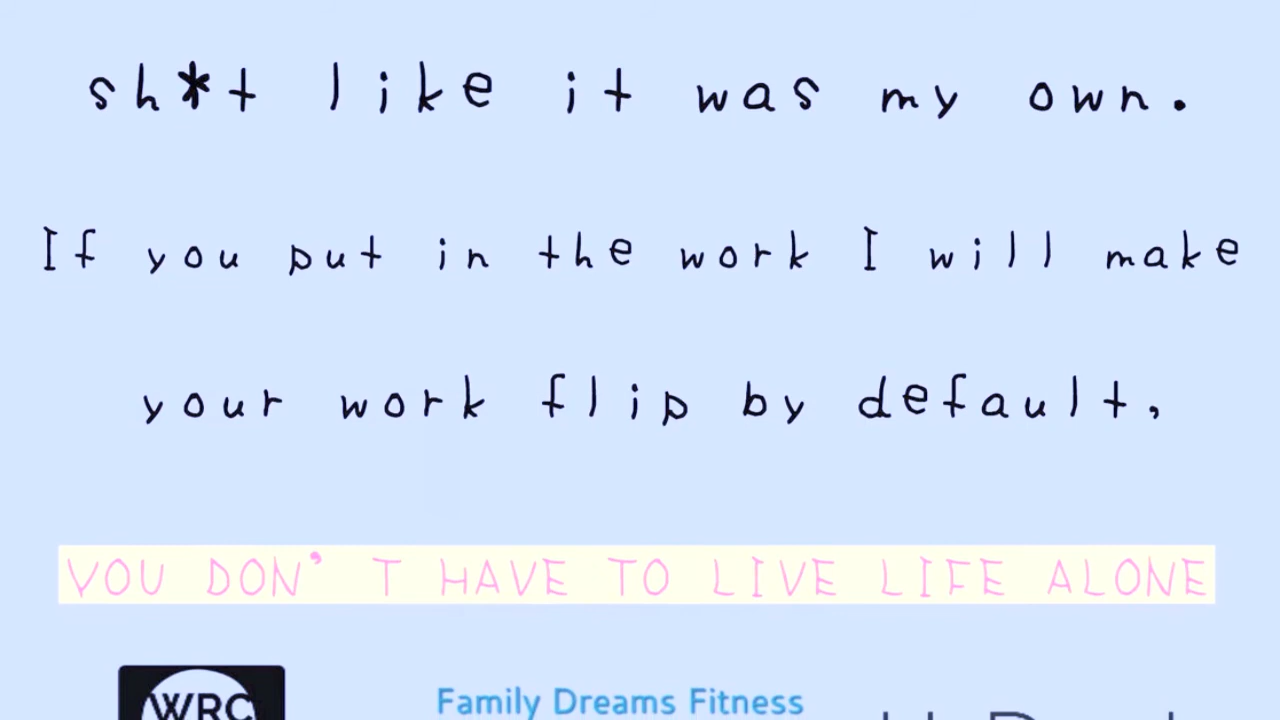 sh*t like it was my own.
If you put in the work I will make
your work flip by default,
YOU DON'T HAVE TO LIVE LIFE ALONE
WRC
Family Dreams Fitness